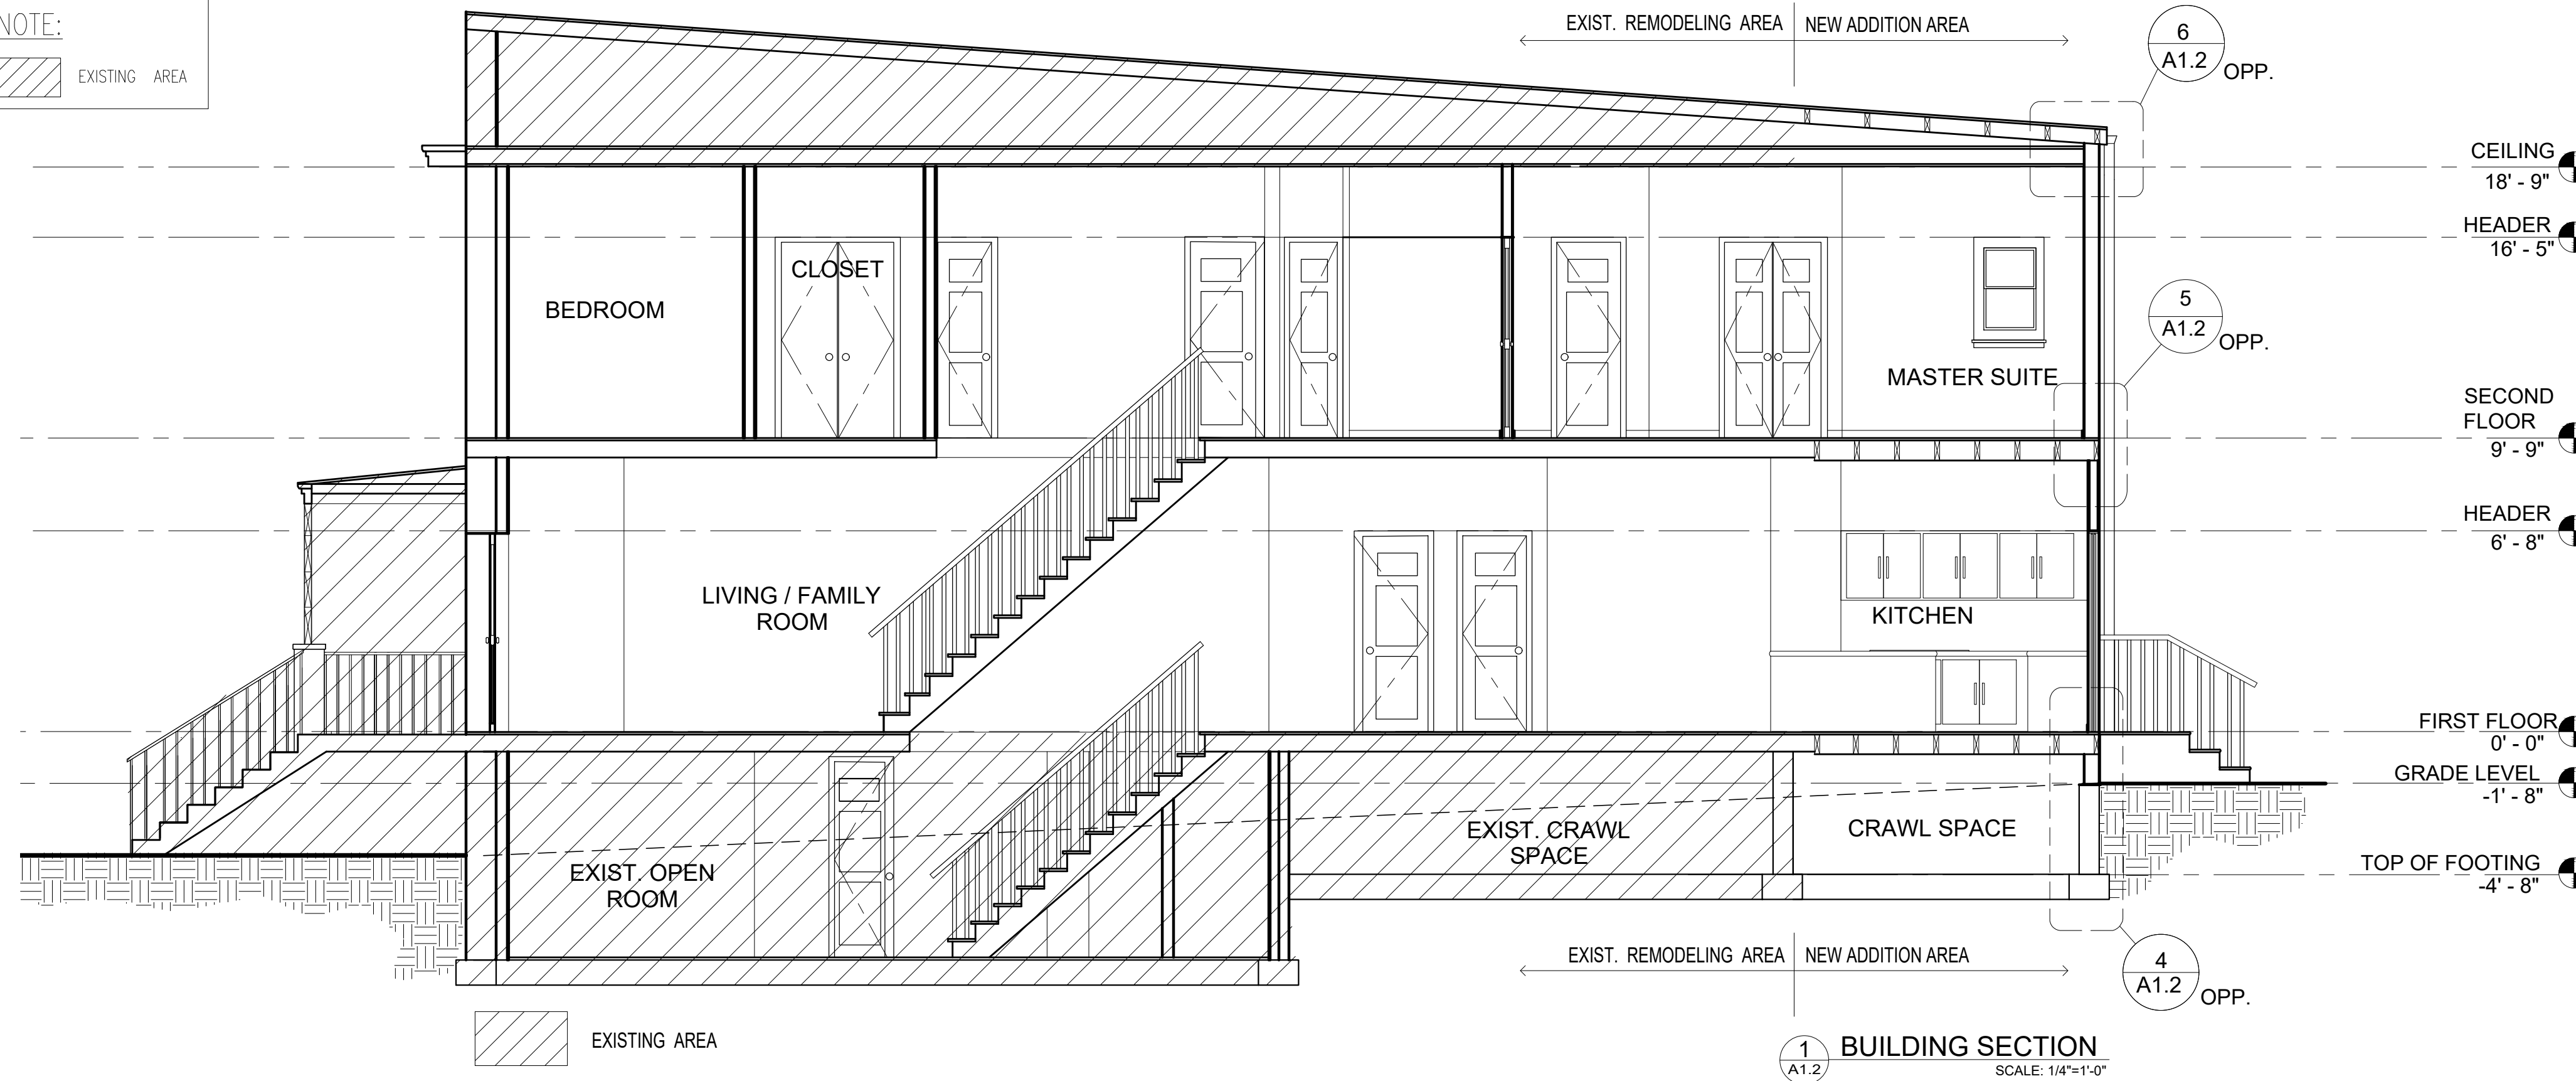 NOTE:
EXISTING AREA
EXIST. REMODELING AREA
NEW ADDITION AREA
6
A1.2
OPP.
CEILING
18' - 9"
HEADER
16' - 5"
CLOSET
BEDROOM
5
A1.2
OPP.
MASTER SUITE
SECOND
FLOOR
9' - 9"
HEADER
6' - 8"
LIVING / FAMILY
ROOM
KITCHEN
FIRST FLOOR
0' - 0"
GRADE LEVEL
-1' - 8"
EXIST. CRAWL
SPACE
CRAWL SPACE
EXIST. OPEN
ROOM
TOP OF FOOTING
-4' - 8"
EXIST. REMODELING AREA
NEW ADDITION AREA
4
A1.2
OPP.
EXISTING AREA
1
A1.2
BUILDING SECTION
SCALE: 1/4"=1'-0"